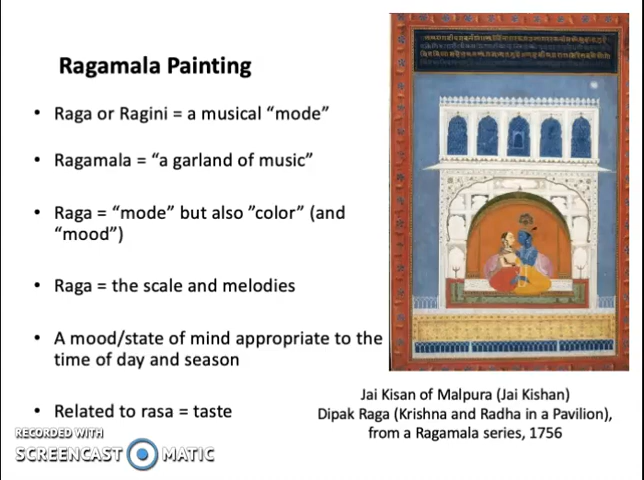 Ragamala Painting
• Raga or Ragini = a musical “mode”
• Ragamala = “a garland of music”
• Raga = “mode” but also ”color” (and
“mood”)
• Raga = the scale and melodies
• A mood/state of mind appropriate to the
time of day and season
• Related to rasa = taste
Jai Kisan of Malpura (Jai Kishan)
Dipak Raga (Krishna and Radha in a Pavilion),
from a Ragamala series, 1756
RECORDED WITH
SCREENCAST MATIC